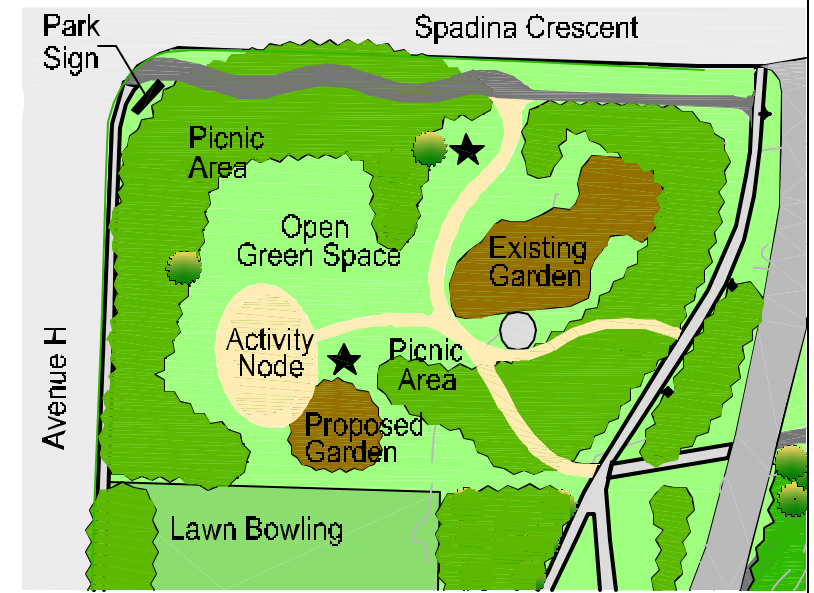 Park
Sign
Spadina Crescent
Picnic
Area
Open
Green Space
Existing
Garden
Activity
Node
Picnic
Area
Avenue H
Proposed
Garden
Lawn Bowling